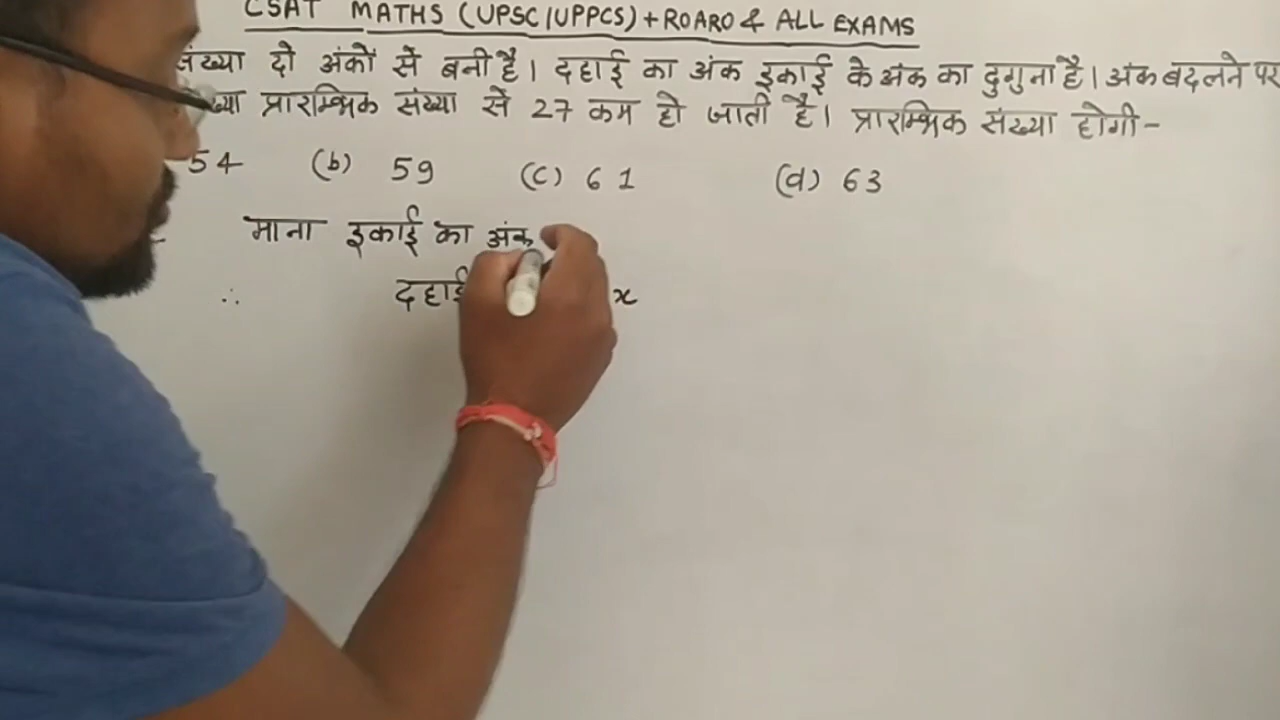 CSAT MATHS (UPSC/UPPCS) + ROARO & ALL EXAMS
संख्या दो अंकों से बनी है। दहाई का अंक इकाई के अंक का दुगुना है। अंक बदलने पर
प्रारम्भिक संख्या से 27 कम हो जाती है। प्रारम्भिक संख्या होगी -
54 (b) 59 (c) 61 (d) 63
माना इकाई का अंक
∴ दहाई x